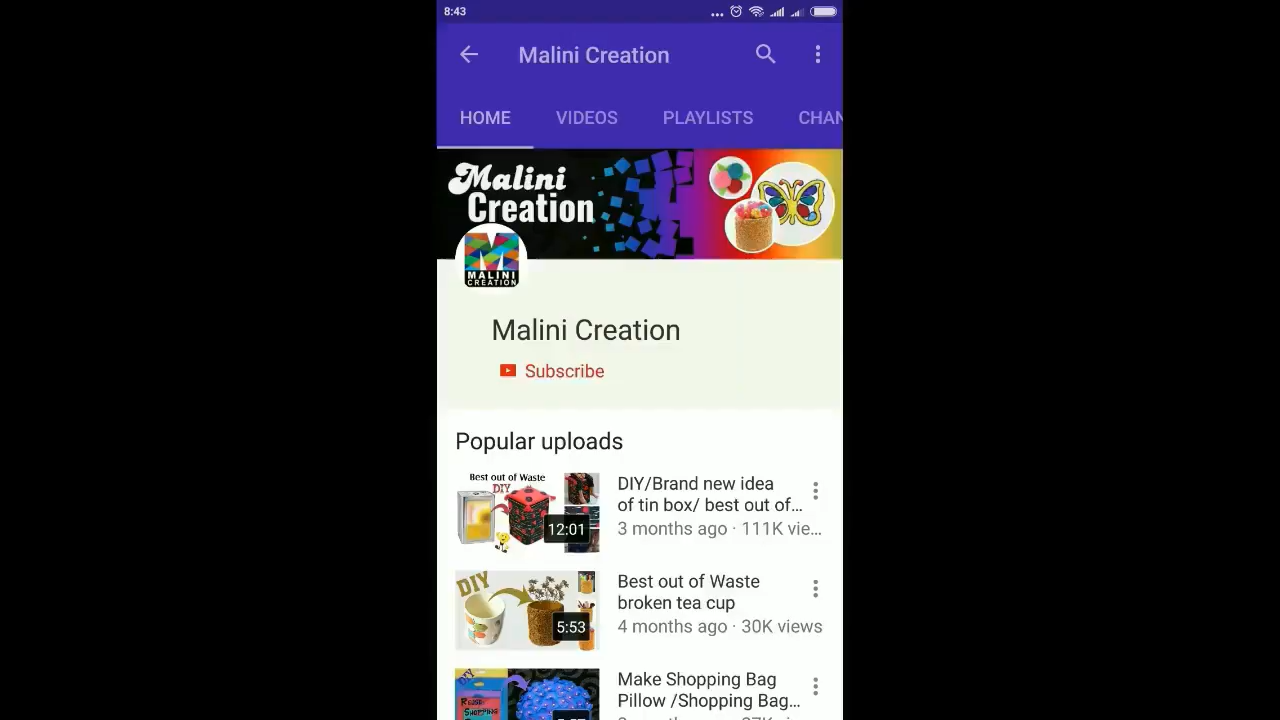 8:43
Malini Creation
HOME VIDEOS PLAYLISTS CHAN
Malini
Creation
M
MALINI
CREATION
Malini Creation
Subscribe
Popular uploads
Best out of Waste
DIY
12:01
DIY/Brand new idea
of tin box/ best out of...
3 months ago · 111K vie...
DIY
5:53
Best out of Waste
broken tea cup
4 months ago · 30K views
DIY
REUSE
SHOPPING
Make Shopping Bag
Pillow /Shopping Bag...